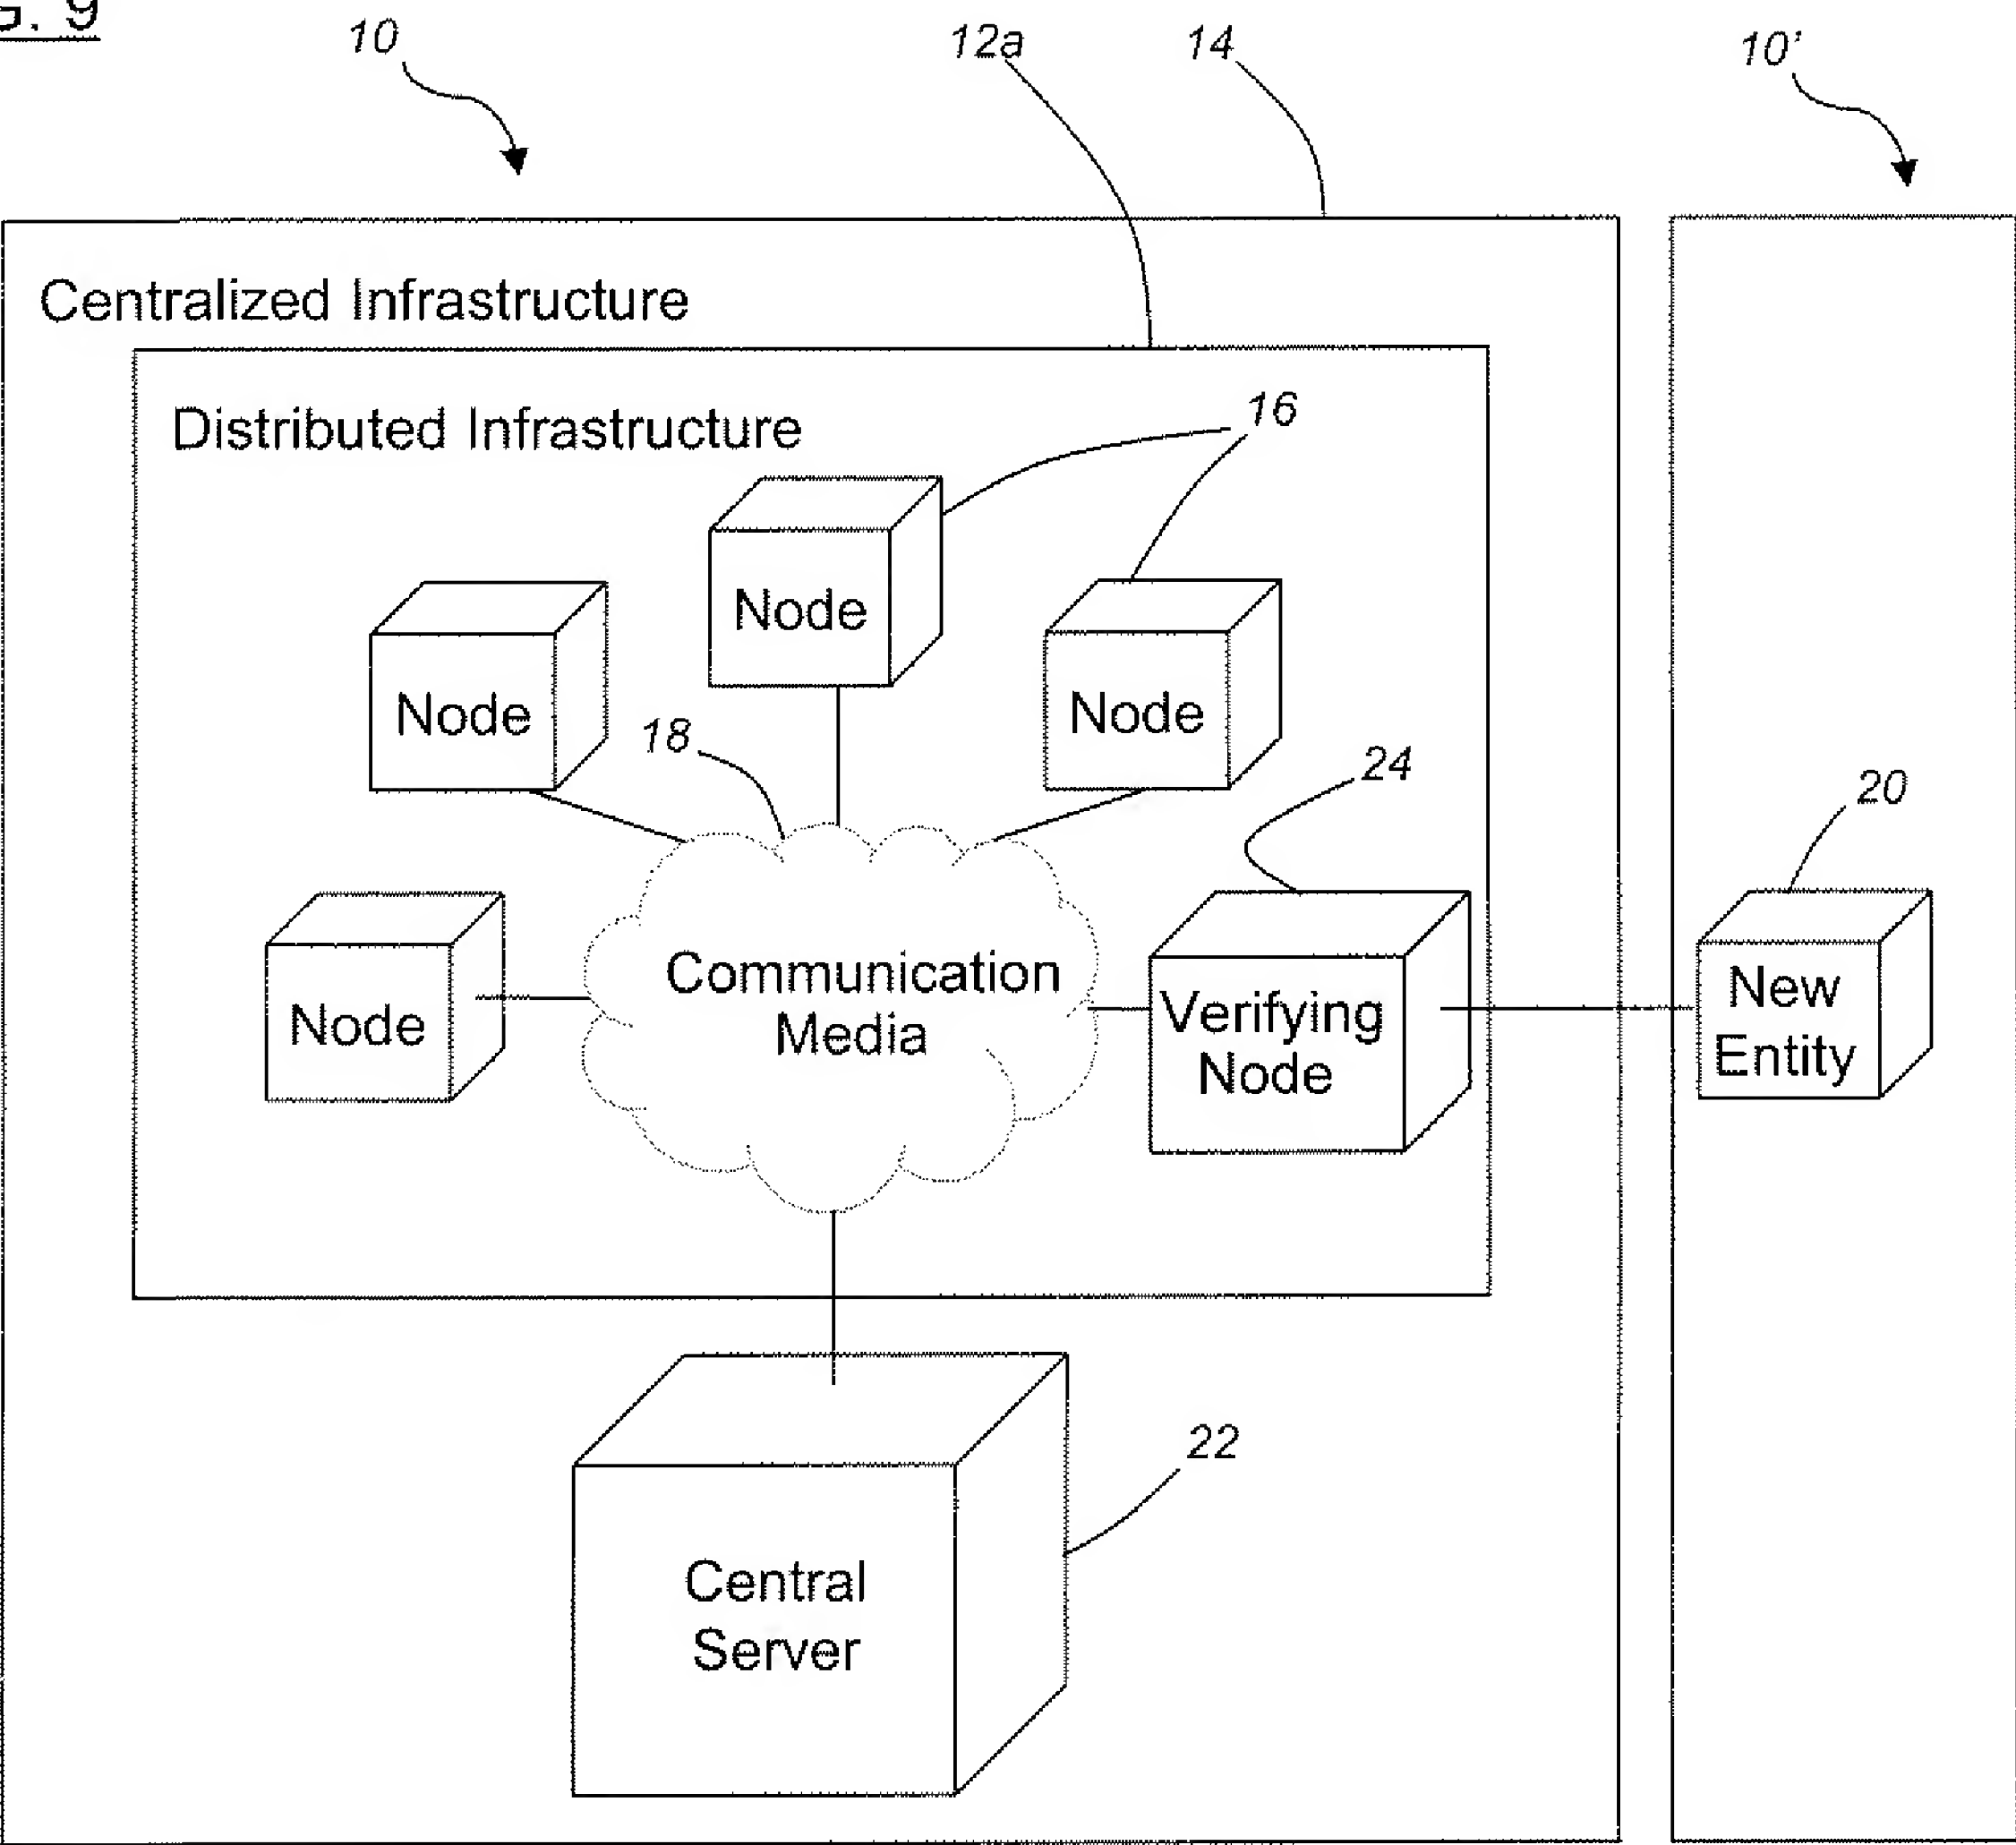 G. 9
10
12a
14
10’
Centralized Infrastructure
Distributed Infrastructure
16
Node
Node
Node
18
24
20
Communication
Media
Node
Verifying
Node
New
Entity
22
Central
Server